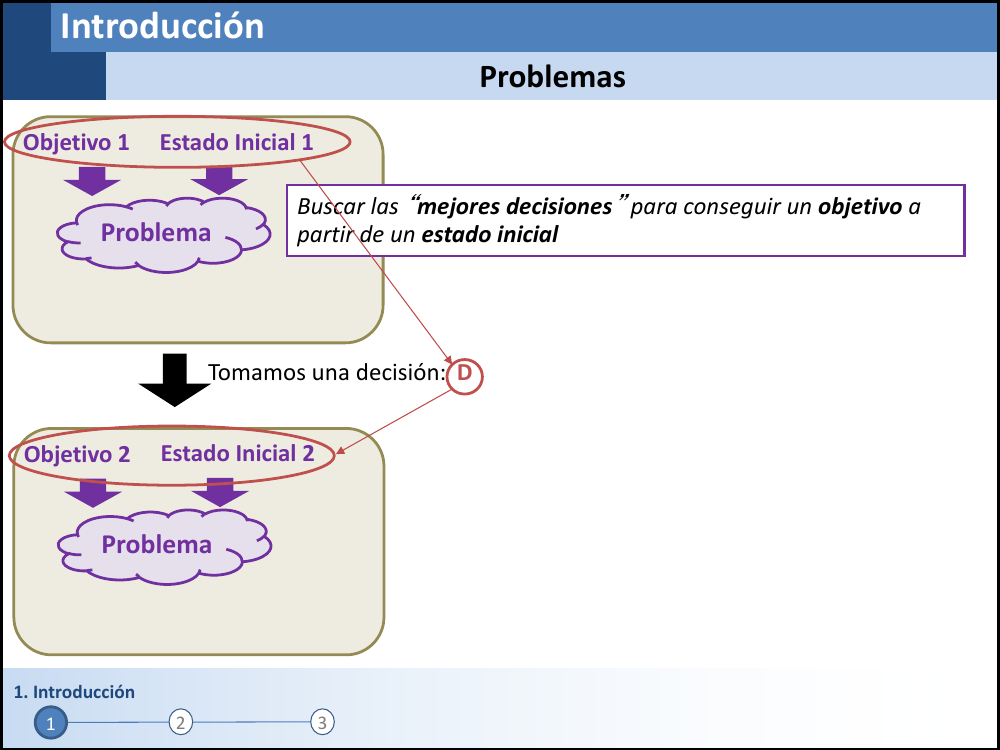 Introducción
Problemas
Objetivo 1 Estado Inicial 1
Problema
Buscar las “mejores decisiones” para conseguir un objetivo a
partir de un estado inicial
Tomamos una decisión: D
Objetivo 2 Estado Inicial 2
Problema
1. Introducción
1 2 3